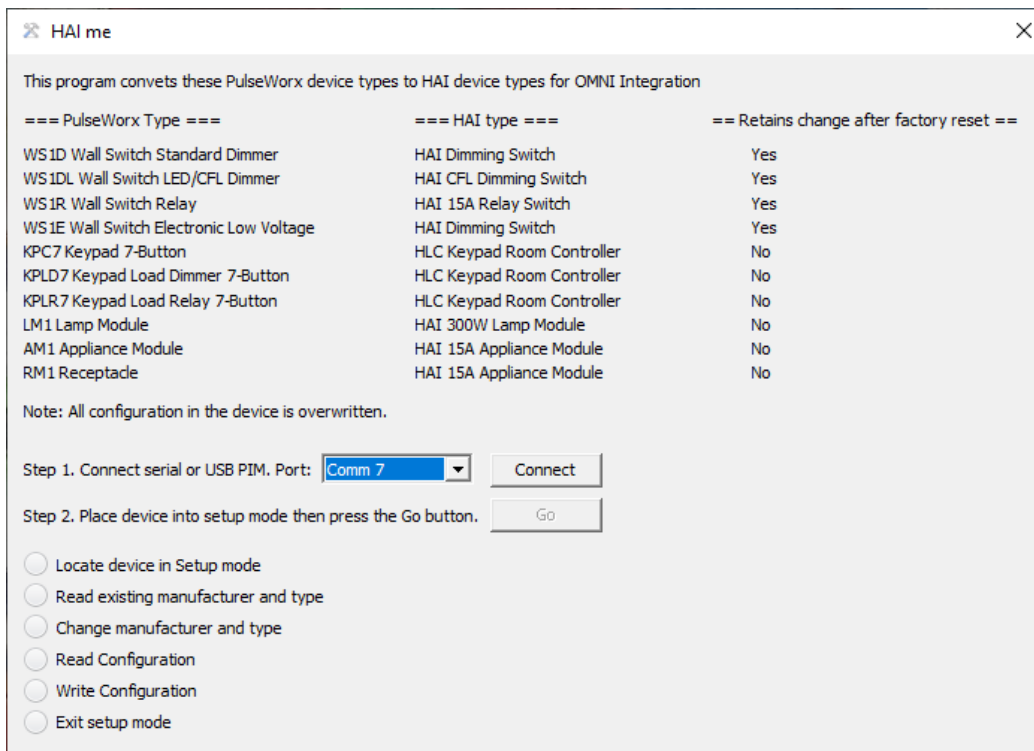 HAI me
This program convets these PulseWorx device types to HAI device types for OMNI Integration
=== PulseWorx Type === === HAI type === == Retains change after factory reset ==
WS1D Wall Switch Standard Dimmer HAI Dimming Switch Yes
WS1DL Wall Switch LED/CFL Dimmer HAI CFL Dimming Switch Yes
WS1R Wall Switch Relay HAI 15A Relay Switch Yes
WS1E Wall Switch Electronic Low Voltage HAI Dimming Switch Yes
KPC7 Keypad 7-Button HLC Keypad Room Controller No
KPLD7 Keypad Load Dimmer 7-Button HLC Keypad Room Controller No
KPLR7 Keypad Load Relay 7-Button HLC Keypad Room Controller No
LM1 Lamp Module HAI 300W Lamp Module No
AM1 Appliance Module HAI 15A Appliance Module No
RM1 Receptacle HAI 15A Appliance Module No
Note: All configuration in the device is overwritten.
Step 1. Connect serial or USB PIM. Port: Comm 7 Connect
Step 2. Place device into setup mode then press the Go button. Go
Locate device in Setup mode
Read existing manufacturer and type
Change manufacturer and type
Read Configuration
Write Configuration
Exit setup mode